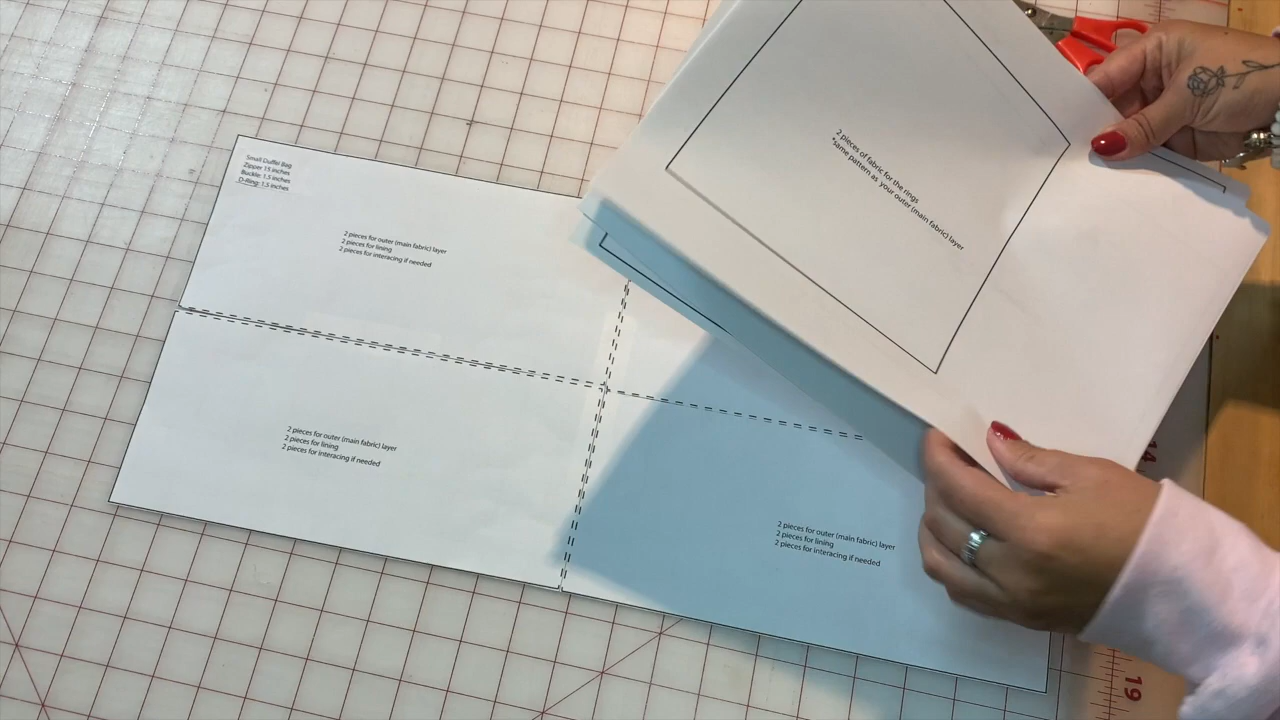 Small Duffel Bag
Zipper 15 inches
Buckle: 1.5 inches
D-Ring: 1.5 inches
2 pieces for outer (main fabric) layer
2 pieces for lining
2 pieces for interacing if needed
2 pieces of fabric for the rings
*same pattern as your outer (main fabric) layer
2 pieces for outer (main fabric) layer
2 pieces for lining
2 pieces for interacing if needed
2 pieces for outer (main fabric) layer
2 pieces for lining
2 pieces for interacing if needed
14
19